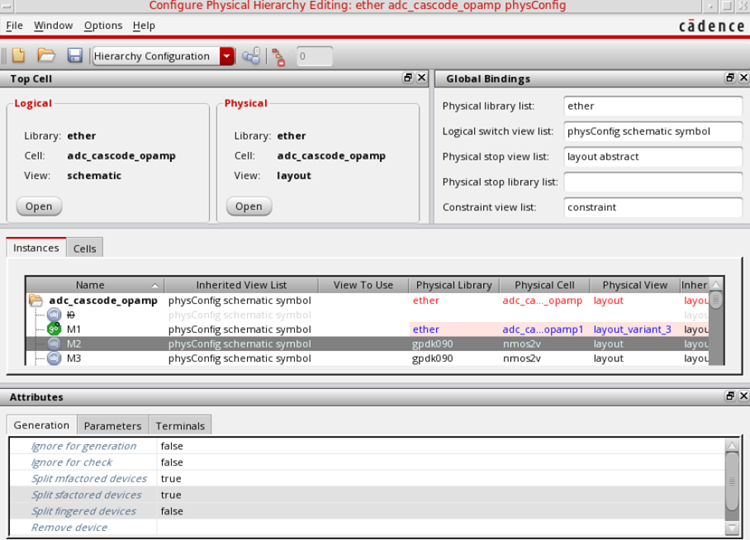 Configure Physical Hierarchy Editing: ether adc_cascode_opamp physConfig
File Window Options Help
cādence
Hierarchy Configuration 0
Top Cell
Logical
Library: ether
Cell: adc_cascode_opamp
View: schematic
Open
Physical
Library: ether
Cell: adc_cascode_opamp
View: layout
Open
Global Bindings
Physical library list: ether
Logical switch view list: physConfig schematic symbol
Physical stop view list: layout abstract
Physical stop library list:
Constraint view list: constraint
Instances Cells
Name Inherited View List View To Use Physical Library Physical Cell Physical View Inher
adc_cascode_opamp physConfig schematic symbol ether adc_ca..._opamp layout layou
I0 physConfig schematic symbol layou
M1 physConfig schematic symbol ether adc_ca...opamp1 layout_variant_3 layou
M2 physConfig schematic symbol gpdk090 nmos2v layout layou
M3 physConfig schematic symbol gpdk090 nmos2v layout layou
Attributes
Generation Parameters Terminals
Ignore for generation false
Ignore for check false
Split mfactored devices true
Split sfactored devices true
Split fingered devices false
Remove device